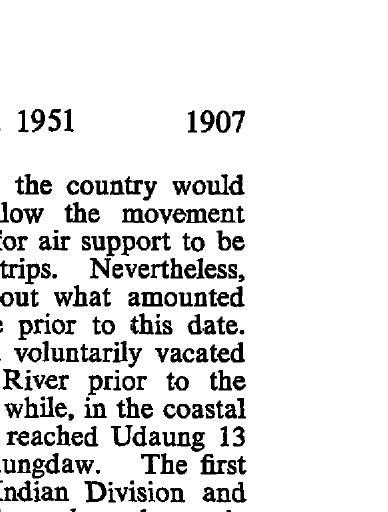 1951 1907
the country would
low the movement
for air support to be
trips. Nevertheless,
out what amounted
prior to this date.
voluntarily vacated
River prior to the
while, in the coastal
reached Udaung 13
ungdaw. The first
Indian Division and